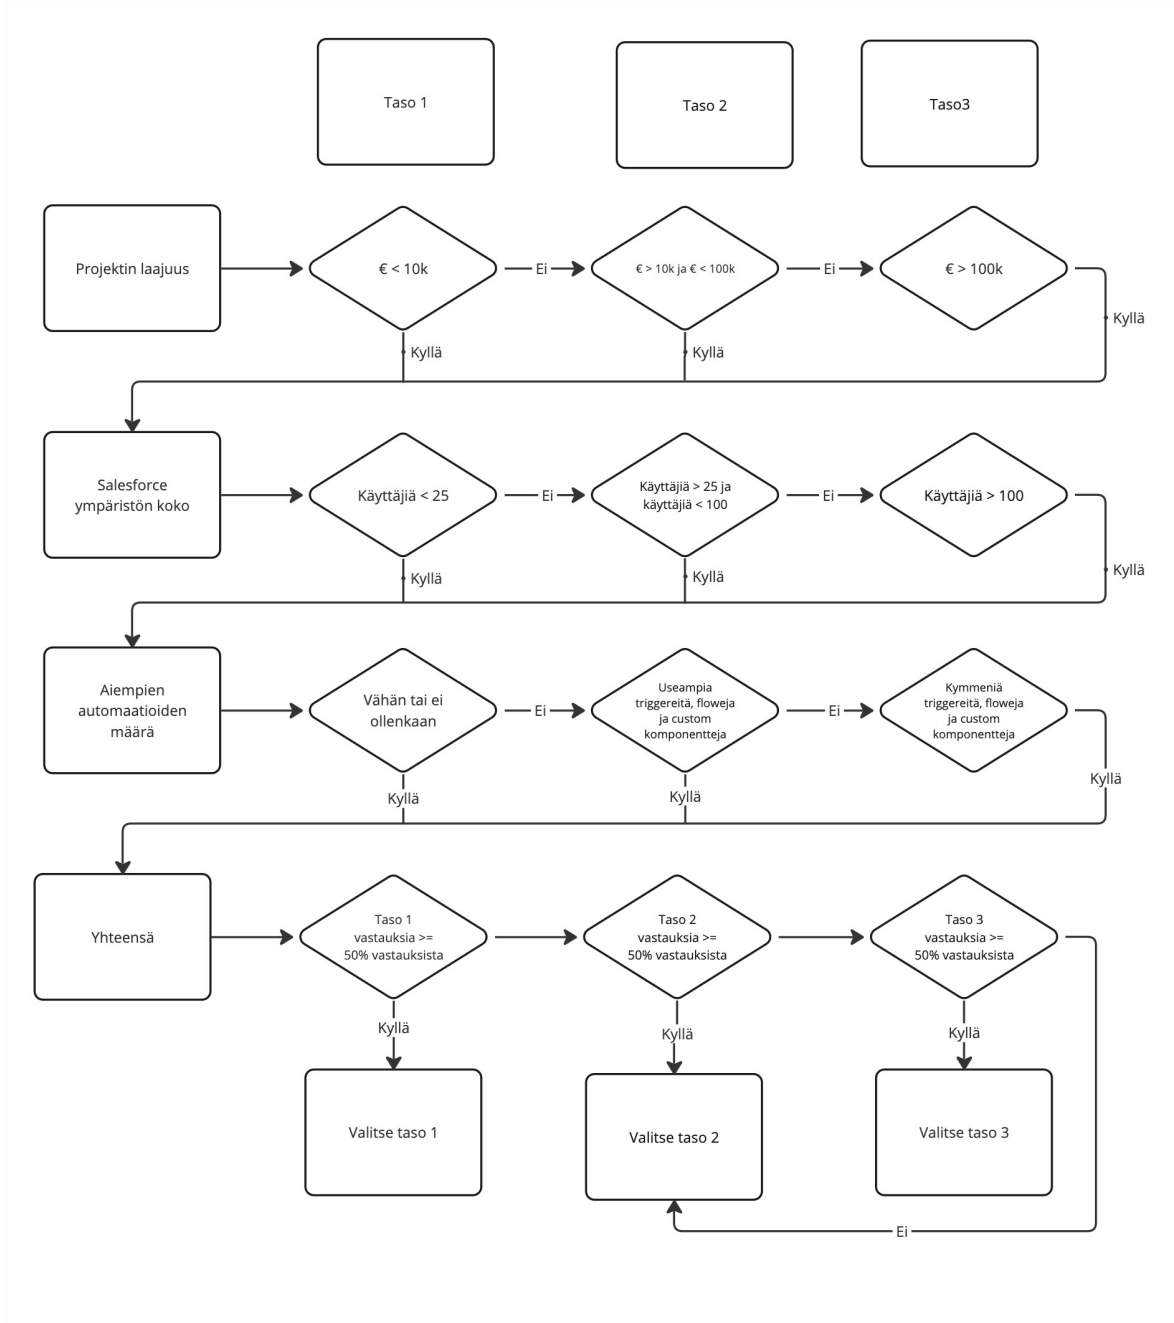 Taso 1
Taso 2
Taso3
Projektin laajuus
€ < 10k
Ei
€ > 10k ja € < 100k
Ei
€ > 100k
Kyllä
Kyllä
Kyllä
Salesforce
ympäristön koko
Käyttäjiä < 25
Ei
Käyttäjiä > 25 ja
käyttäjiä < 100
Ei
Käyttäjiä > 100
Kyllä
Kyllä
Kyllä
Aiempien
automaatioiden
määrä
Vähän tai ei
ollenkaan
Ei
Useampia
triggereitä, floweja
ja custom
komponentteja
Ei
Kymmeniä
triggereitä, floweja
ja custom
komponentteja
Kyllä
Kyllä
Kyllä
Yhteensä
Taso 1
vastauksia >=
50% vastauksista
Taso 2
vastauksia >=
50% vastauksista
Taso 3
vastauksia >=
50% vastauksista
Kyllä
Kyllä
Kyllä
Valitse taso 1
Valitse taso 2
Valitse taso 3
Ei